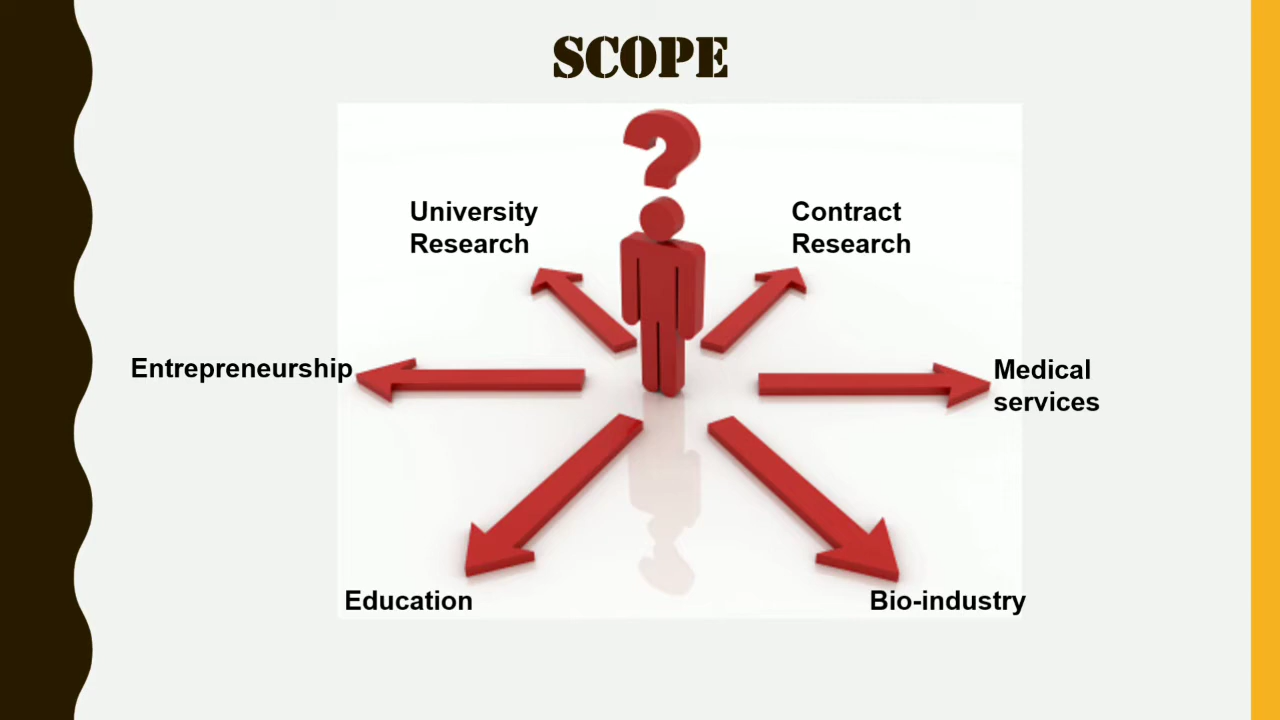 SCOPE
?
University
Research
Contract
Research
Entrepreneurship
Medical
services
Education
Bio-industry